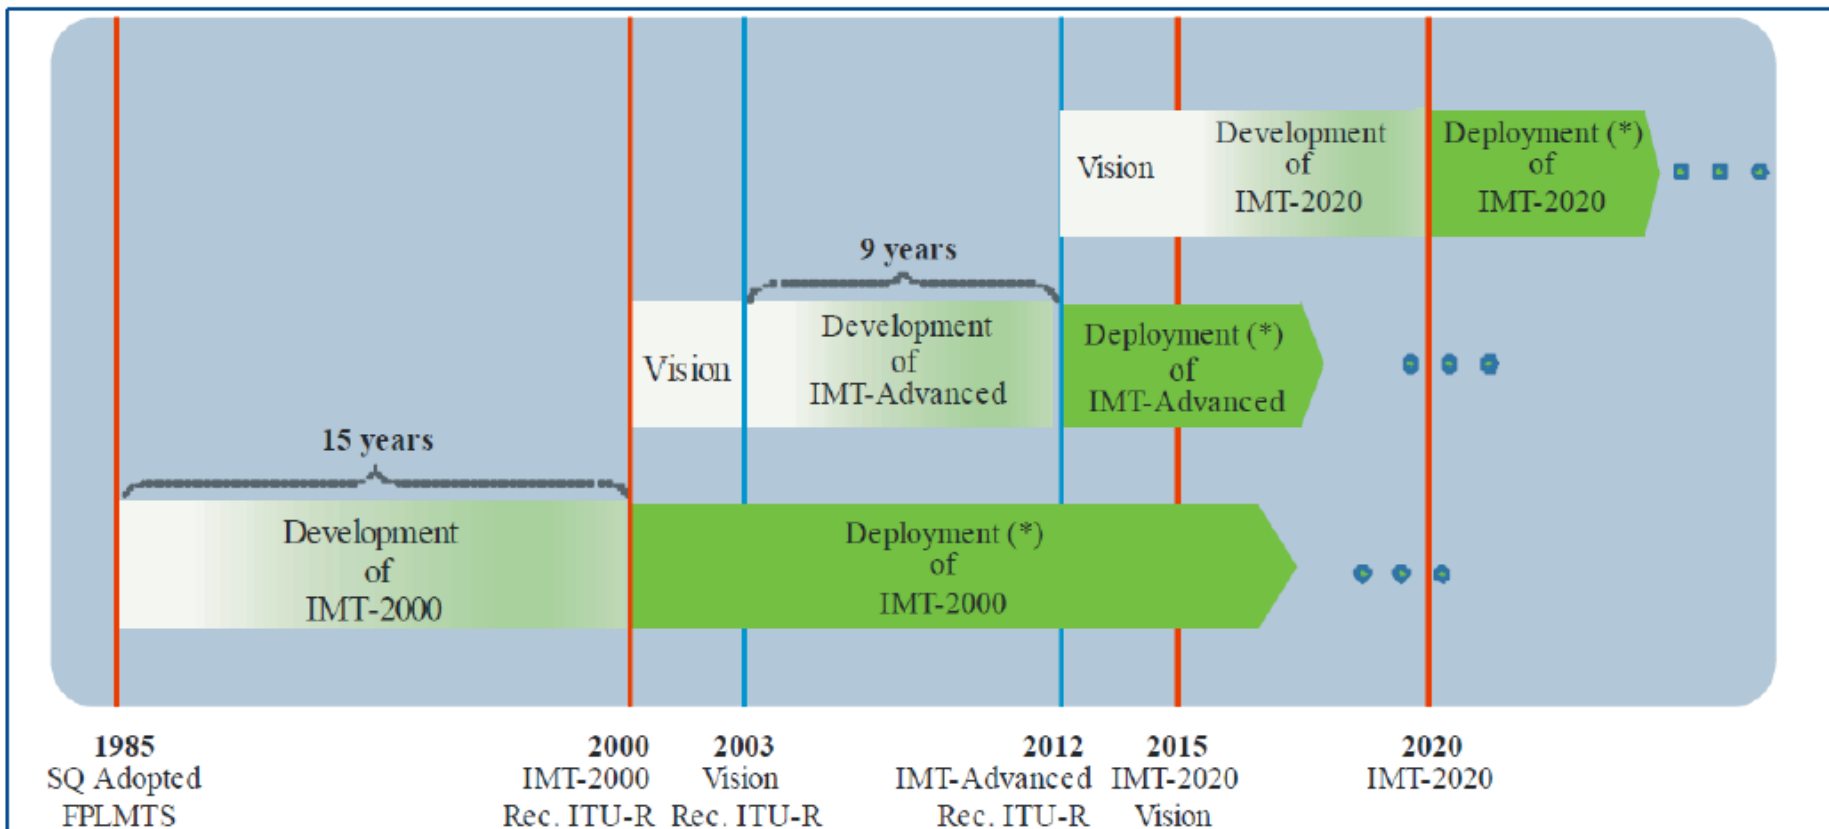 Vision
Development
of
IMT-2020
Deployment (*)
of
IMT-2020
9 years
Vision
Development
of
IMT-Advanced
Deployment (*)
of
IMT-Advanced
15 years
Development
of
IMT-2000
Deployment (*)
of
IMT-2000
1985
SQ Adopted
FPLMTS
2000
IMT-2000
Rec. ITU-R
2003
Vision
Rec. ITU-R
2012
IMT-Advanced
Rec. ITU-R
2015
IMT-2020
Vision
2020
IMT-2020